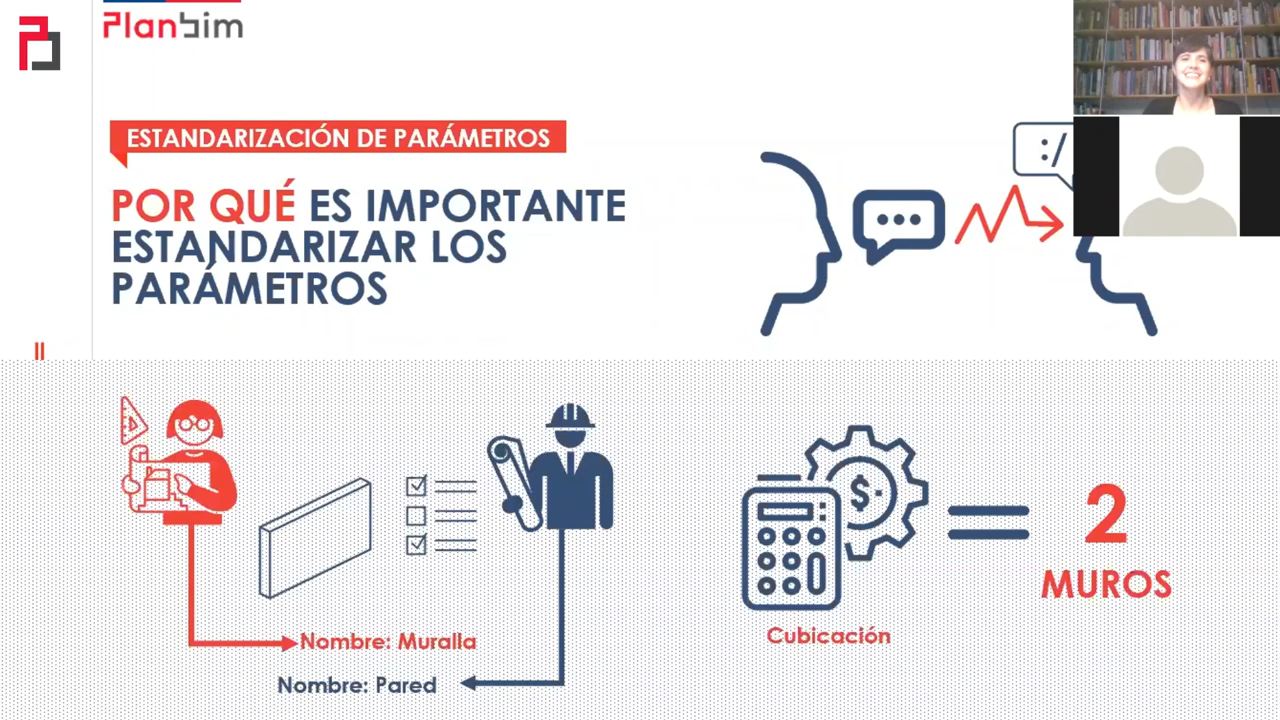 PlanBim
ESTANDARIZACIÓN DE PARÁMETROS
POR QUÉ ES IMPORTANTE
ESTANDARIZAR LOS
PARÁMETROS
:/
Nombre: Muralla
Nombre: Pared
$
Cubicación
2
MUROS